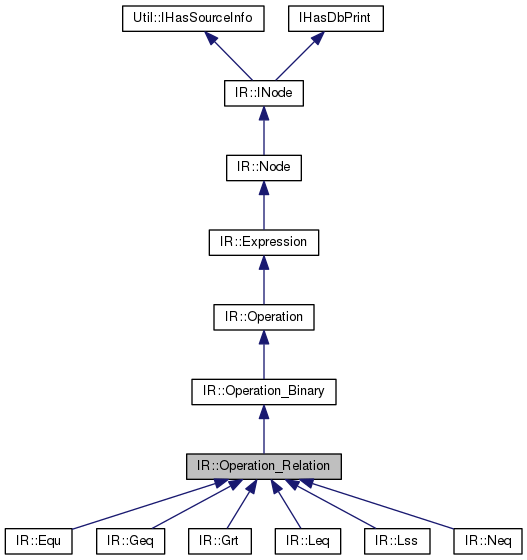 Util::IHasSourceInfo
IHasDbPrint
IR::INode
IR::Node
IR::Expression
IR::Operation
IR::Operation_Binary
IR::Operation_Relation
IR::Equ
IR::Geq
IR::Grt
IR::Leq
IR::Lss
IR::Neq